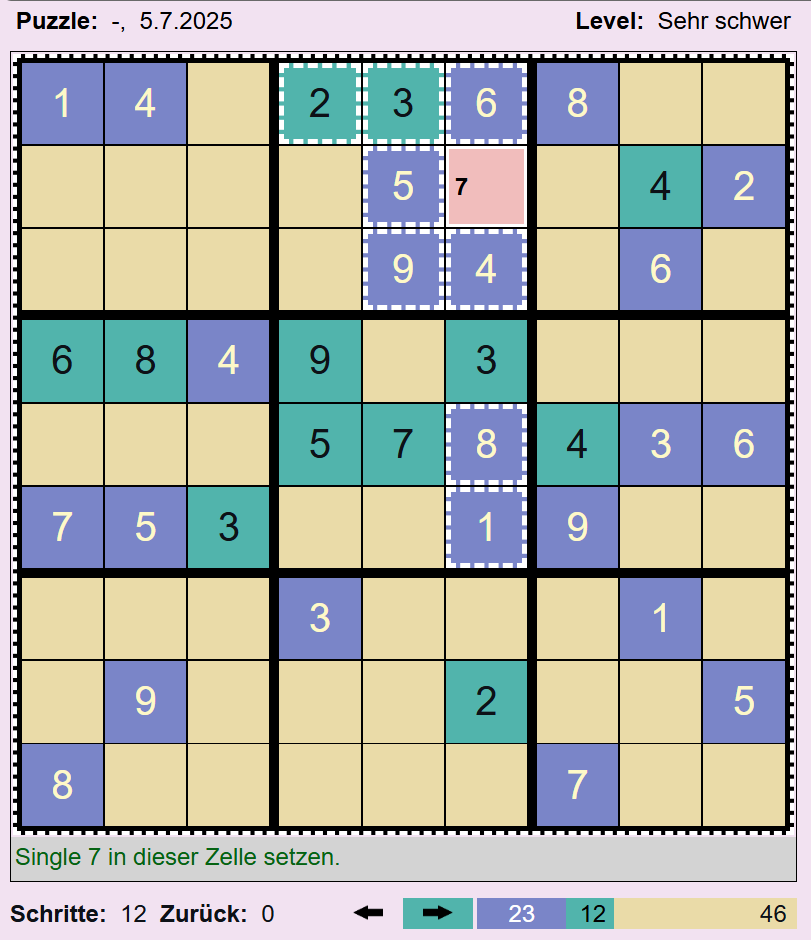 Puzzle: -, 5.7.2025 Level: Sehr schwer
1 4 2 3 6 8
5 7 4 2
9 4 6
6 8 4 9 3
5 7 8 4 3 6
7 5 3 1 9
3 1
9 2 5
8 7
Single 7 in dieser Zelle setzen.
Schritte: 12 Zurück: 0 23 12 46